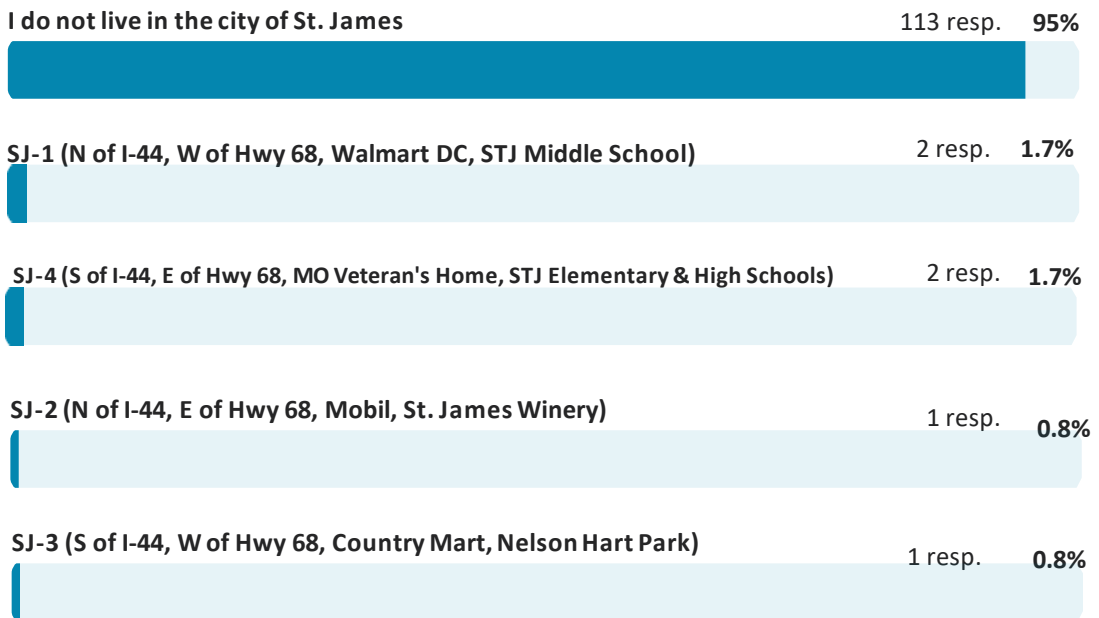 I do not live in the city of St. James 113 resp. 95%
SJ-1 (N of I-44, W of Hwy 68, Walmart DC, STJ Middle School) 2 resp. 1.7%
SJ-4 (S of I-44, E of Hwy 68, MO Veteran's Home, STJ Elementary & High Schools) 2 resp. 1.7%
SJ-2 (N of I-44, E of Hwy 68, Mobil, St. James Winery) 1 resp. 0.8%
SJ-3 (S of I-44, W of Hwy 68, Country Mart, Nelson Hart Park) 1 resp. 0.8%